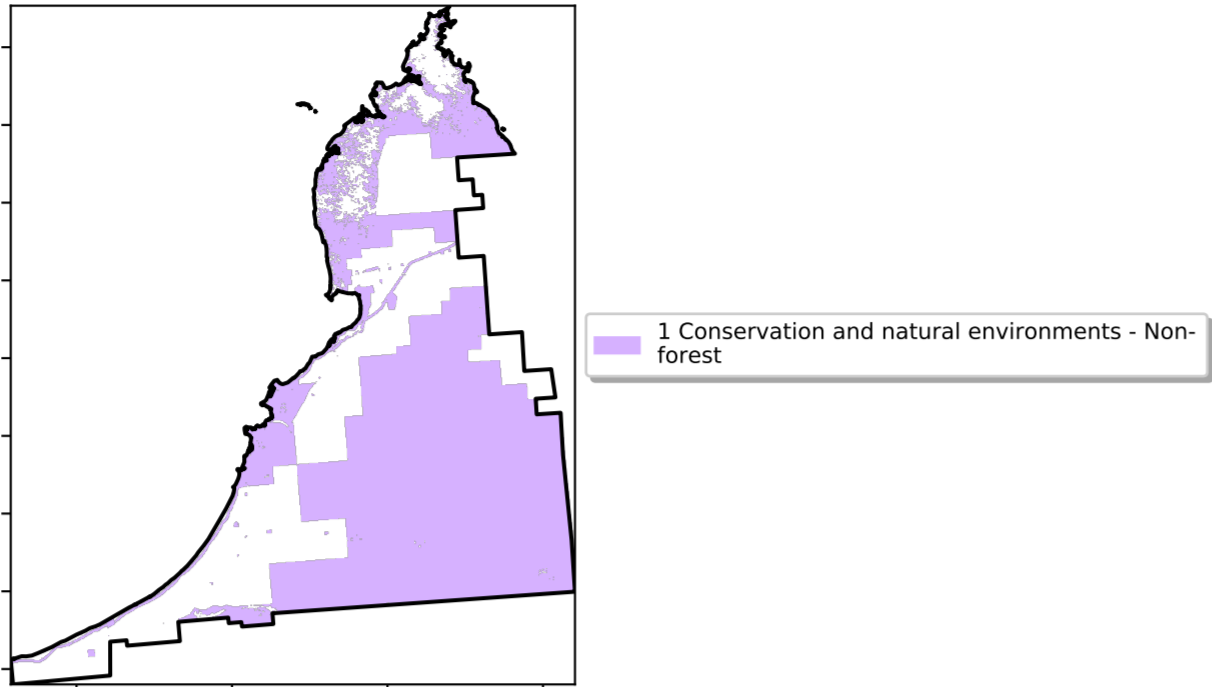 1 Conservation and natural environments - Non-
forest